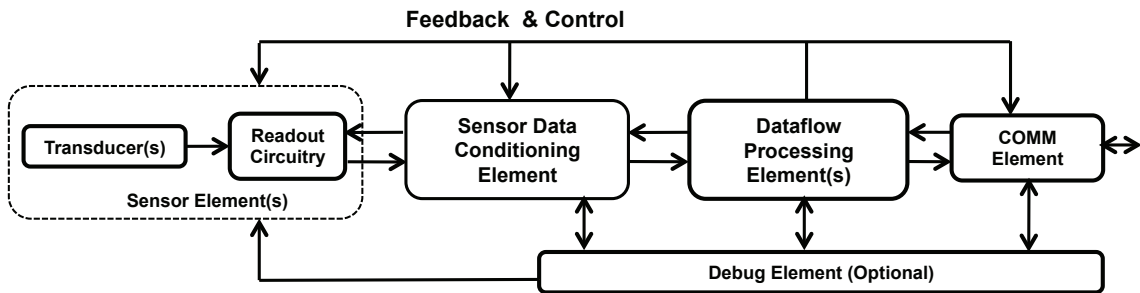 Feedback & Control
Transducer(s)
Readout
Circuitry
Sensor Element(s)
Sensor Data
Conditioning
Element
Dataflow
Processing
Element(s)
COMM
Element
Debug Element (Optional)